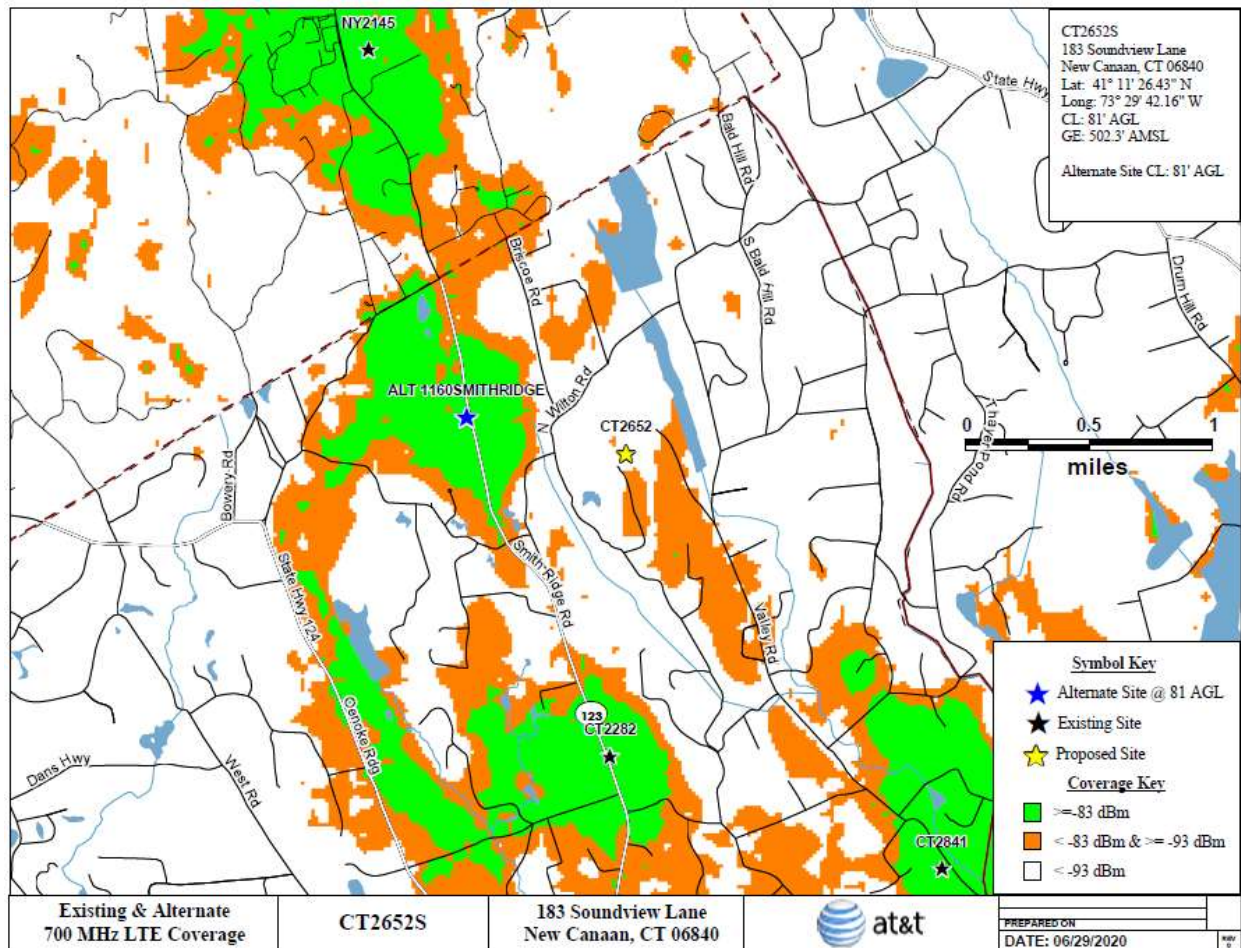 NY2145
CT2652S
183 Soundview Lane
New Canaan, CT 06840
Lat: 41° 11' 26.43" N
Long: 73° 29' 42.16" W
CL: 81' AGL
GE: 502.3' AMSL
Alternate Site CL: 81' AGL
State Hwy
Bald Hill Rd
S Bald Hill Rd
Briscoe Rd
Drum Hill Rd
ALT 1160SMITHRIDGE
N Wilton Rd
CT2652
0 0.5 1
miles
Thayer Pond Rd
Bowery Rd
State Hwy 124
Smith Ridge Rd
Valley Rd
Oenoke Rdg
123
CT2282
Dans Hwy
West Rd
CT2841
Symbol Key
Alternate Site @ 81 AGL
Existing Site
Proposed Site
Coverage Key
>=-83 dBm
< -83 dBm & >= -93 dBm
< -93 dBm
Existing & Alternate
700 MHz LTE Coverage
CT2652S
183 Soundview Lane
New Canaan, CT 06840
at&t
PREPARED ON
DATE: 06/29/2020